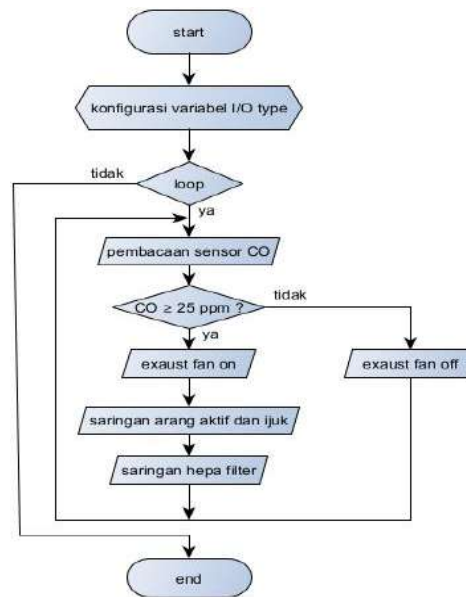 start
konfigurasi variabel I/O type
tidak
loop
ya
pembacaan sensor CO
CO ≥ 25 ppm ?
tidak
ya
exaust fan on
exaust fan off
saringan arang aktif dan ijuk
saringan hepa filter
end